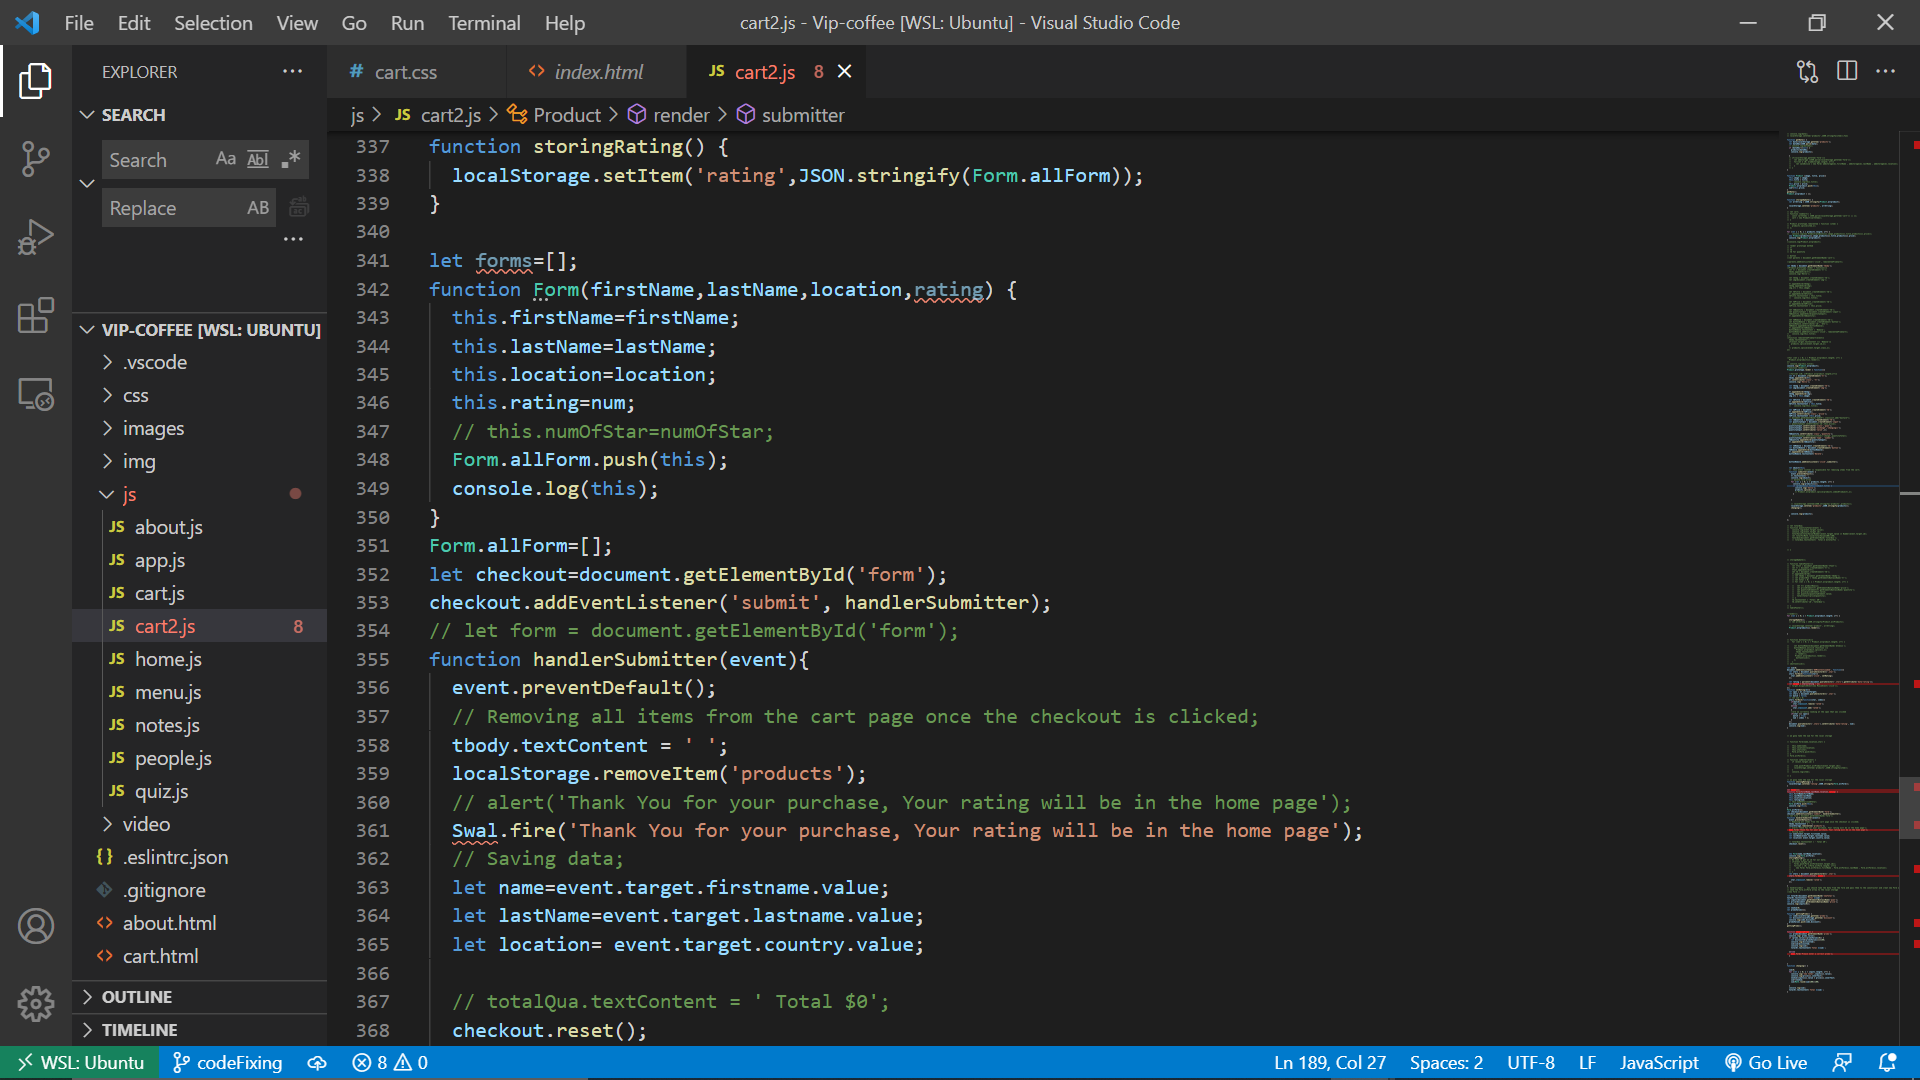 File Edit Selection View Go Run Terminal Help
cart2.js - Vip-coffee [WSL: Ubuntu] - Visual Studio Code
EXPLORER
SEARCH
Search Aa Abl .*
Replace AB
VIP-COFFEE [WSL: UBUNTU]
.vscode
css
images
img
js
JS about.js
JS app.js
JS cart.js
JS cart2.js 8
JS home.js
JS menu.js
JS notes.js
JS people.js
JS quiz.js
video
{} .eslintrc.json
.gitignore
<> about.html
<> cart.html
OUTLINE
TIMELINE
# cart.css <> index.html JS cart2.js 8
js > JS cart2.js > Product > render > submitter
337 function storingRating() {
338 localStorage.setItem('rating',JSON.stringify(Form.allForm));
339 }
340
341 let forms=[];
342 function Form(firstName,lastName,location,rating) {
343 this.firstName=firstName;
344 this.lastName=lastName;
345 this.location=location;
346 this.rating=num;
347 // this.numOfStar=numOfStar;
348 Form.allForm.push(this);
349 console.log(this);
350 }
351 Form.allForm=[];
352 let checkout=document.getElementById('form');
353 checkout.addEventListener('submit', handlerSubmitter);
354 // let form = document.getElementById('form');
355 function handlerSubmitter(event){
356 event.preventDefault();
357 // Removing all items from the cart page once the checkout is clicked;
358 tbody.textContent = ' ';
359 localStorage.removeItem('products');
360 // alert('Thank You for your purchase, Your rating will be in the home page');
361 Swal.fire('Thank You for your purchase, Your rating will be in the home page');
362 // Saving data;
363 let name=event.target.firstname.value;
364 let lastName=event.target.lastname.value;
365 let location= event.target.country.value;
366
367 // totalQua.textContent = ' Total $0';
368 checkout.reset();
WSL: Ubuntu codeFixing 8 0 Ln 189, Col 27 Spaces: 2 UTF-8 LF JavaScript Go Live